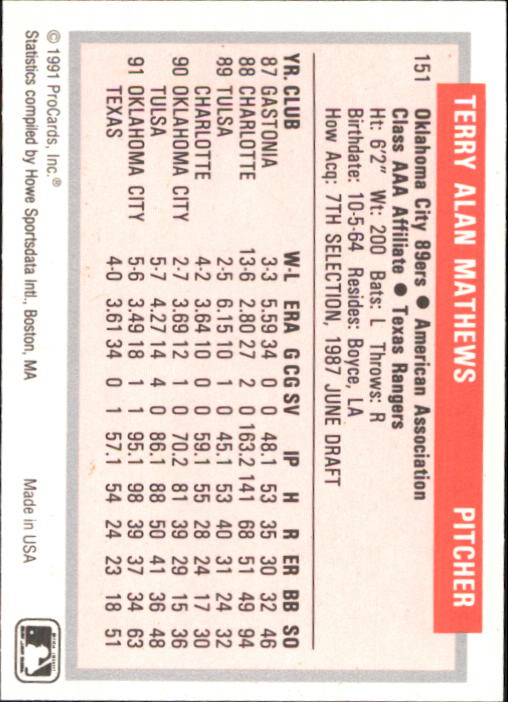 TERRY ALAN MATHEWS PITCHER
151 Oklahoma City 89ers ● American Association
Class AAA Affiliate ● Texas Rangers
Ht: 6'2" Wt: 200 Bats: L Throws: R
Birthdate: 10-5-64 Resides: Boyce, LA
How Acq: 7TH SELECTION, 1987 JUNE DRAFT
YR. CLUB W-L ERA G CG SV IP H R ER BB SO
87 GASTONIA 3-3 5.59 34 0 0 48.1 53 35 30 32 46
88 CHARLOTTE 13-6 2.80 27 2 0 163.2 141 68 51 49 94
89 TULSA 2-5 6.15 10 1 0 45.1 53 40 31 24 32
CHARLOTTE 4-2 3.64 10 0 0 59.1 55 28 24 17 30
90 OKLAHOMA CITY 2-7 3.69 12 1 0 70.2 81 39 29 15 36
TULSA 5-7 4.27 14 4 0 86.1 88 50 41 36 48
91 OKLAHOMA CITY 5-6 3.49 18 1 1 95.1 98 39 37 34 63
TEXAS 4-0 3.61 34 0 1 57.1 54 24 23 18 51
© 1991 ProCards, Inc.®
Statistics compiled by Howe Sportsdata Intl., Boston, MA Made in USA